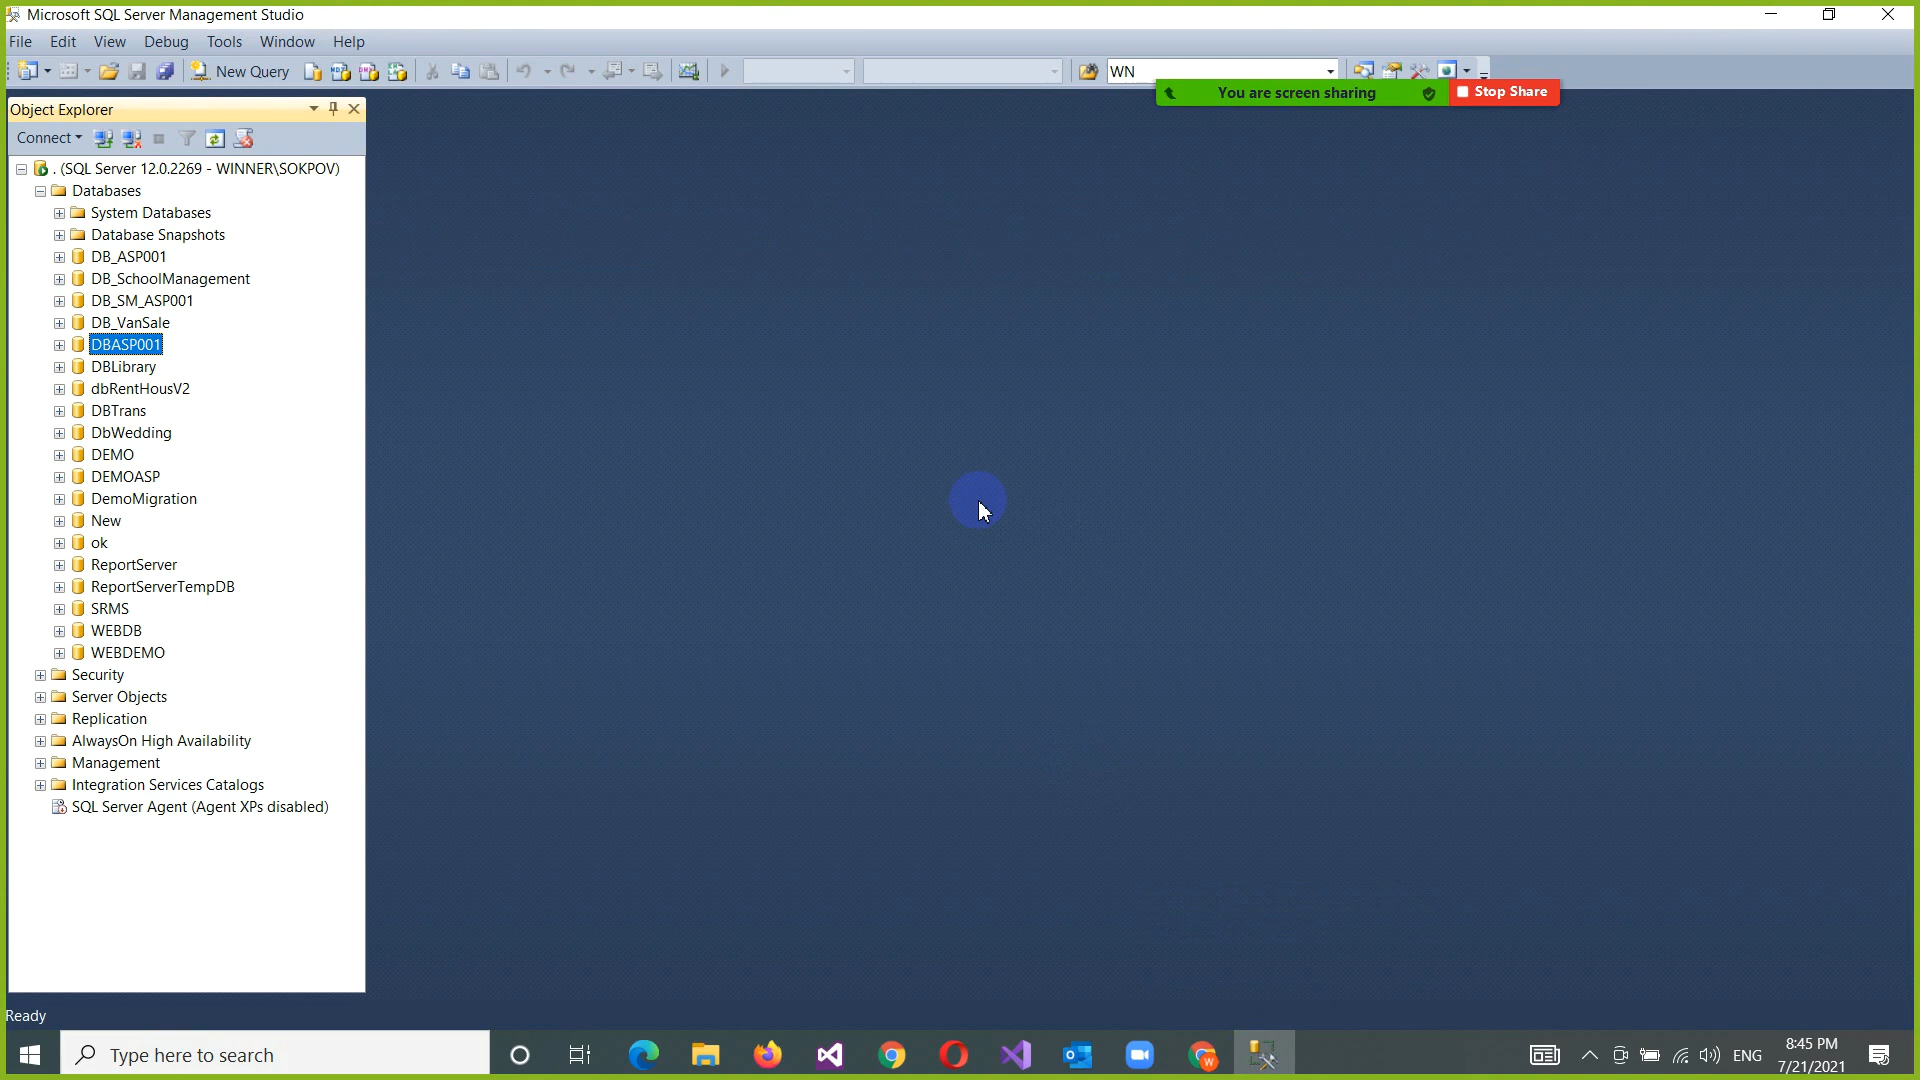 Microsoft SQL Server Management Studio
File Edit View Debug Tools Window Help
New Query
WN
You are screen sharing
Stop Share
Object Explorer
Connect
. (SQL Server 12.0.2269 - WINNER\SOKPOV)
Databases
System Databases
Database Snapshots
DB_ASP001
DB_SchoolManagement
DB_SM_ASP001
DB_VanSale
DBASP001
DBLibrary
dbRentHousV2
DBTrans
DbWedding
DEMO
DEMOASP
DemoMigration
New
ok
ReportServer
ReportServerTempDB
SRMS
WEBDB
WEBDEMO
Security
Server Objects
Replication
AlwaysOn High Availability
Management
Integration Services Catalogs
SQL Server Agent (Agent XPs disabled)
Ready
Type here to search
ENG
8:45 PM
7/21/2021